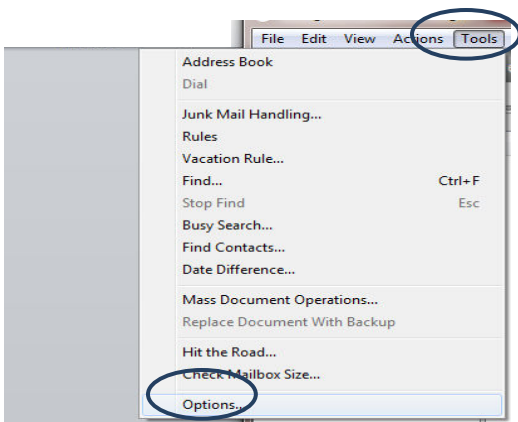 File Edit View Actions Tools
Address Book
Dial
Junk Mail Handling...
Rules
Vacation Rule...
Find... Ctrl+F
Stop Find Esc
Busy Search...
Find Contacts...
Date Difference...
Mass Document Operations...
Replace Document With Backup
Hit the Road...
Check Mailbox Size...
Options...